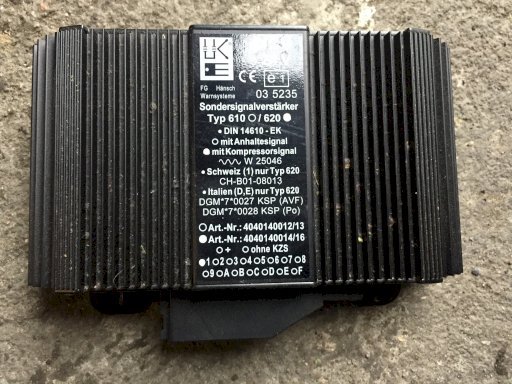 CE e1
FG Hänsch
Warnsysteme 03 5235
Sondersignalverstärker
Typ 610 ○ / 620 ●
• DIN 14610 - EK
○ mit Anhaltesignal
● mit Kompressorsignal
W 25046
• Schweiz (1) nur Typ 620
CH-B01-08013
• Italien (D,E) nur Typ 620
DGM*7*0027 KSP (AVF)
DGM*7*0028 KSP (Po)
○ Art.-Nr.: 4040140012/13
● Art.-Nr.: 4040140014/16
○ + ○ ohne KZS
●1 ○2 ○3 ○4 ○5 ○6 ○7 ○8
○9 ○A ○B ○C ○D ○E ○F